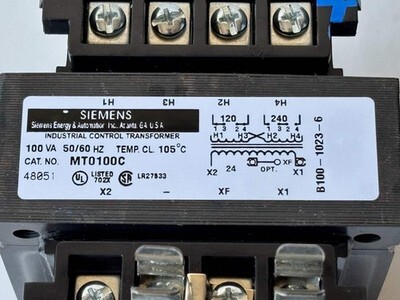 H1 H3 H2 H4
SIEMENS
Siemens Energy & Automation Inc. Atlanta GA U S A
INDUSTRIAL CONTROL TRANSFORMER
100 VA 50/60 HZ TEMP. CL. 105°C
CAT. NO. MT0100C
48051
UL LISTED 702X SA LR27533
120 240
1 3 2 4 1 2 3 4
H1 H3 H2 H4
X2 24 OPT. XF X1
X2 XF X1
B100-1023-6